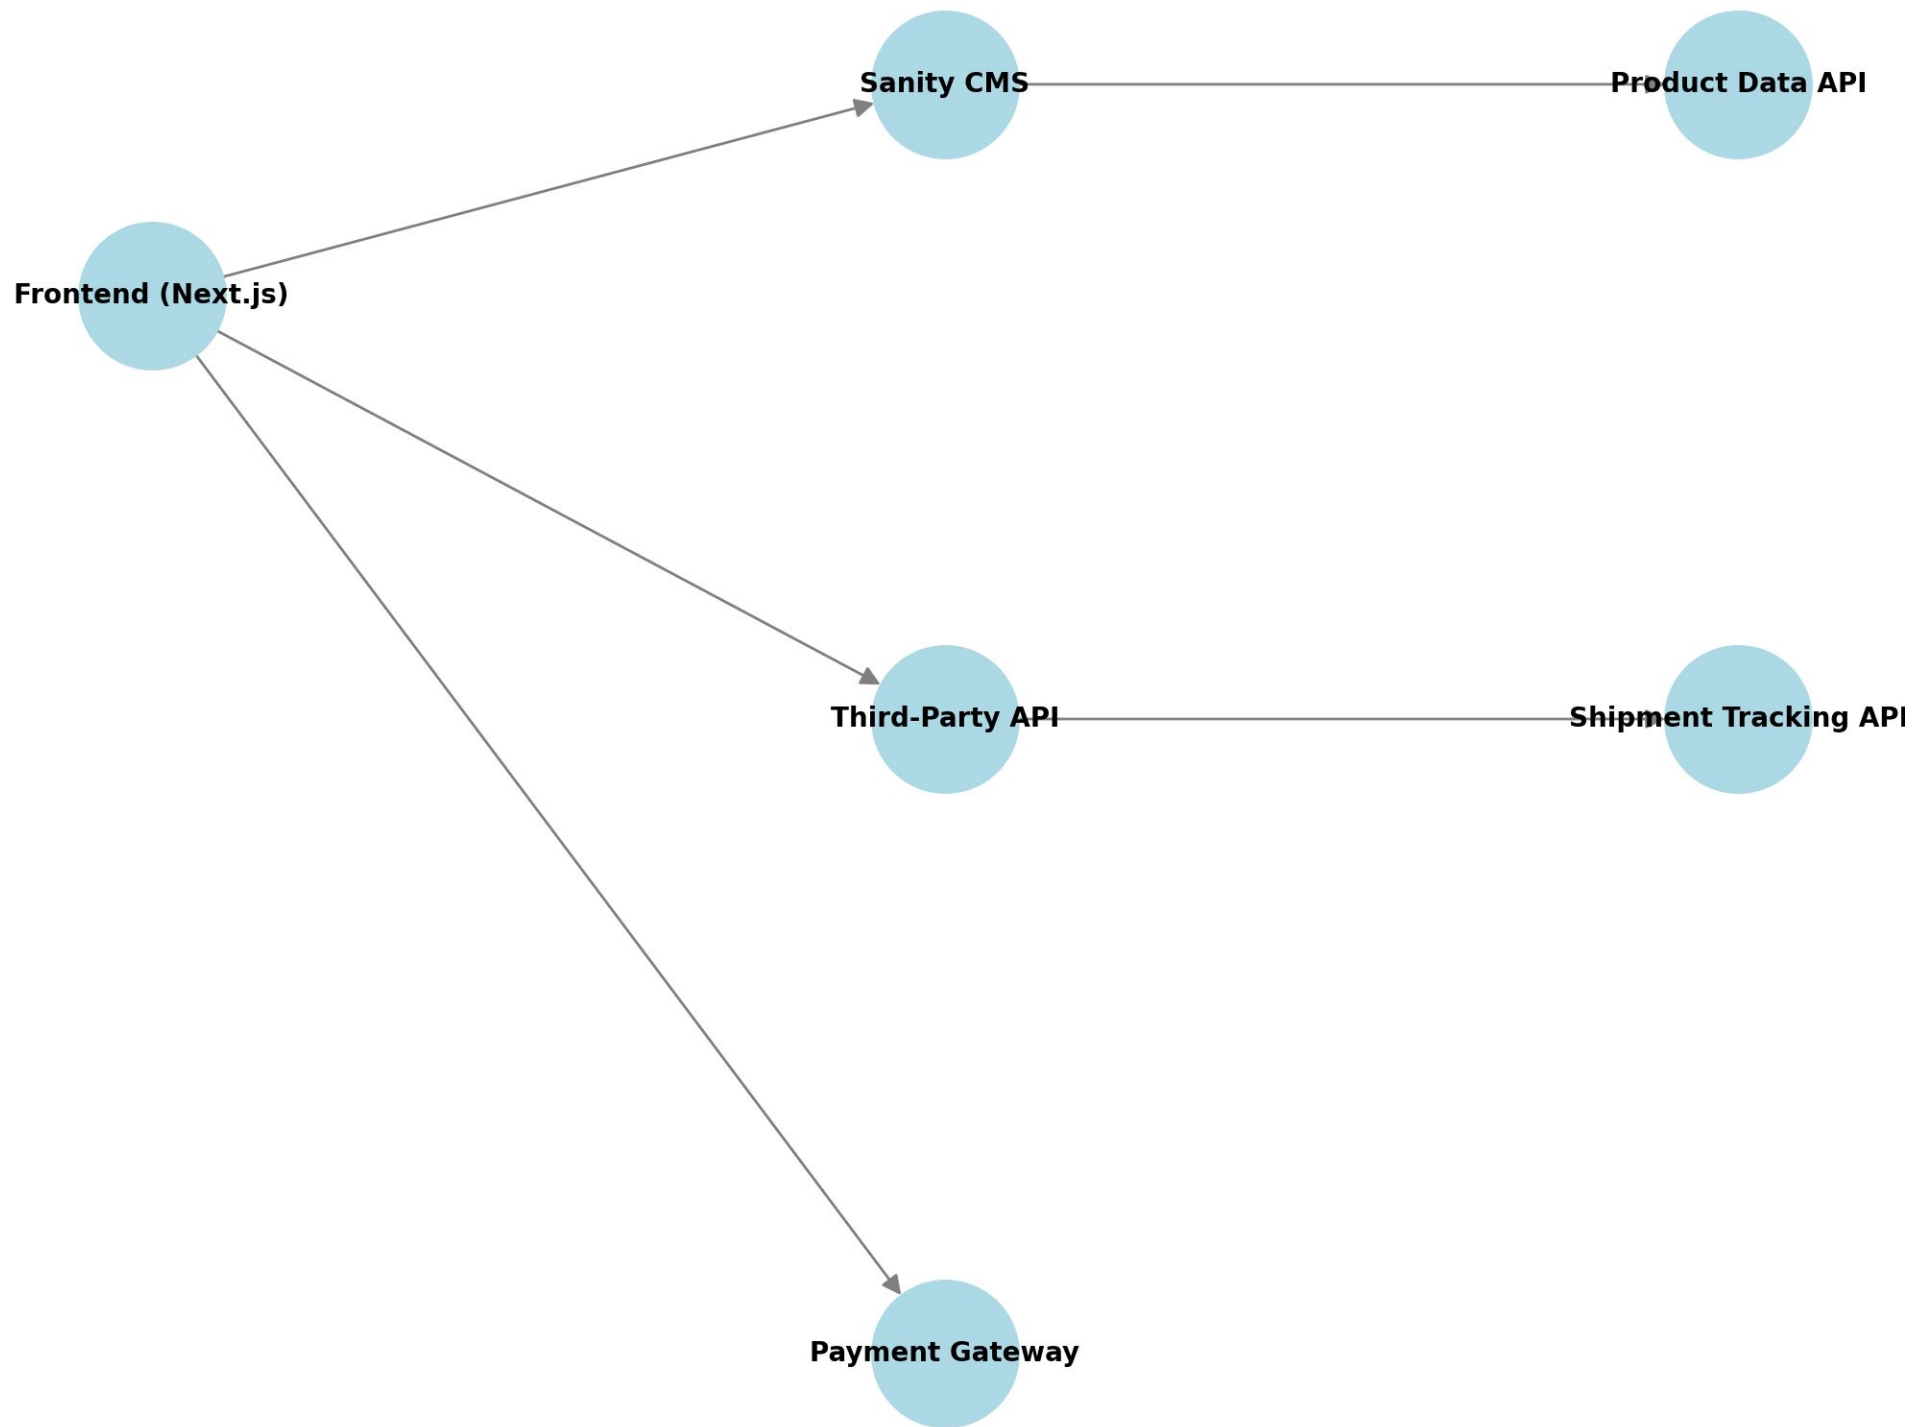 Sanity CMS
Product Data API
Frontend (Next.js)
Third-Party API
Shipment Tracking API
Payment Gateway